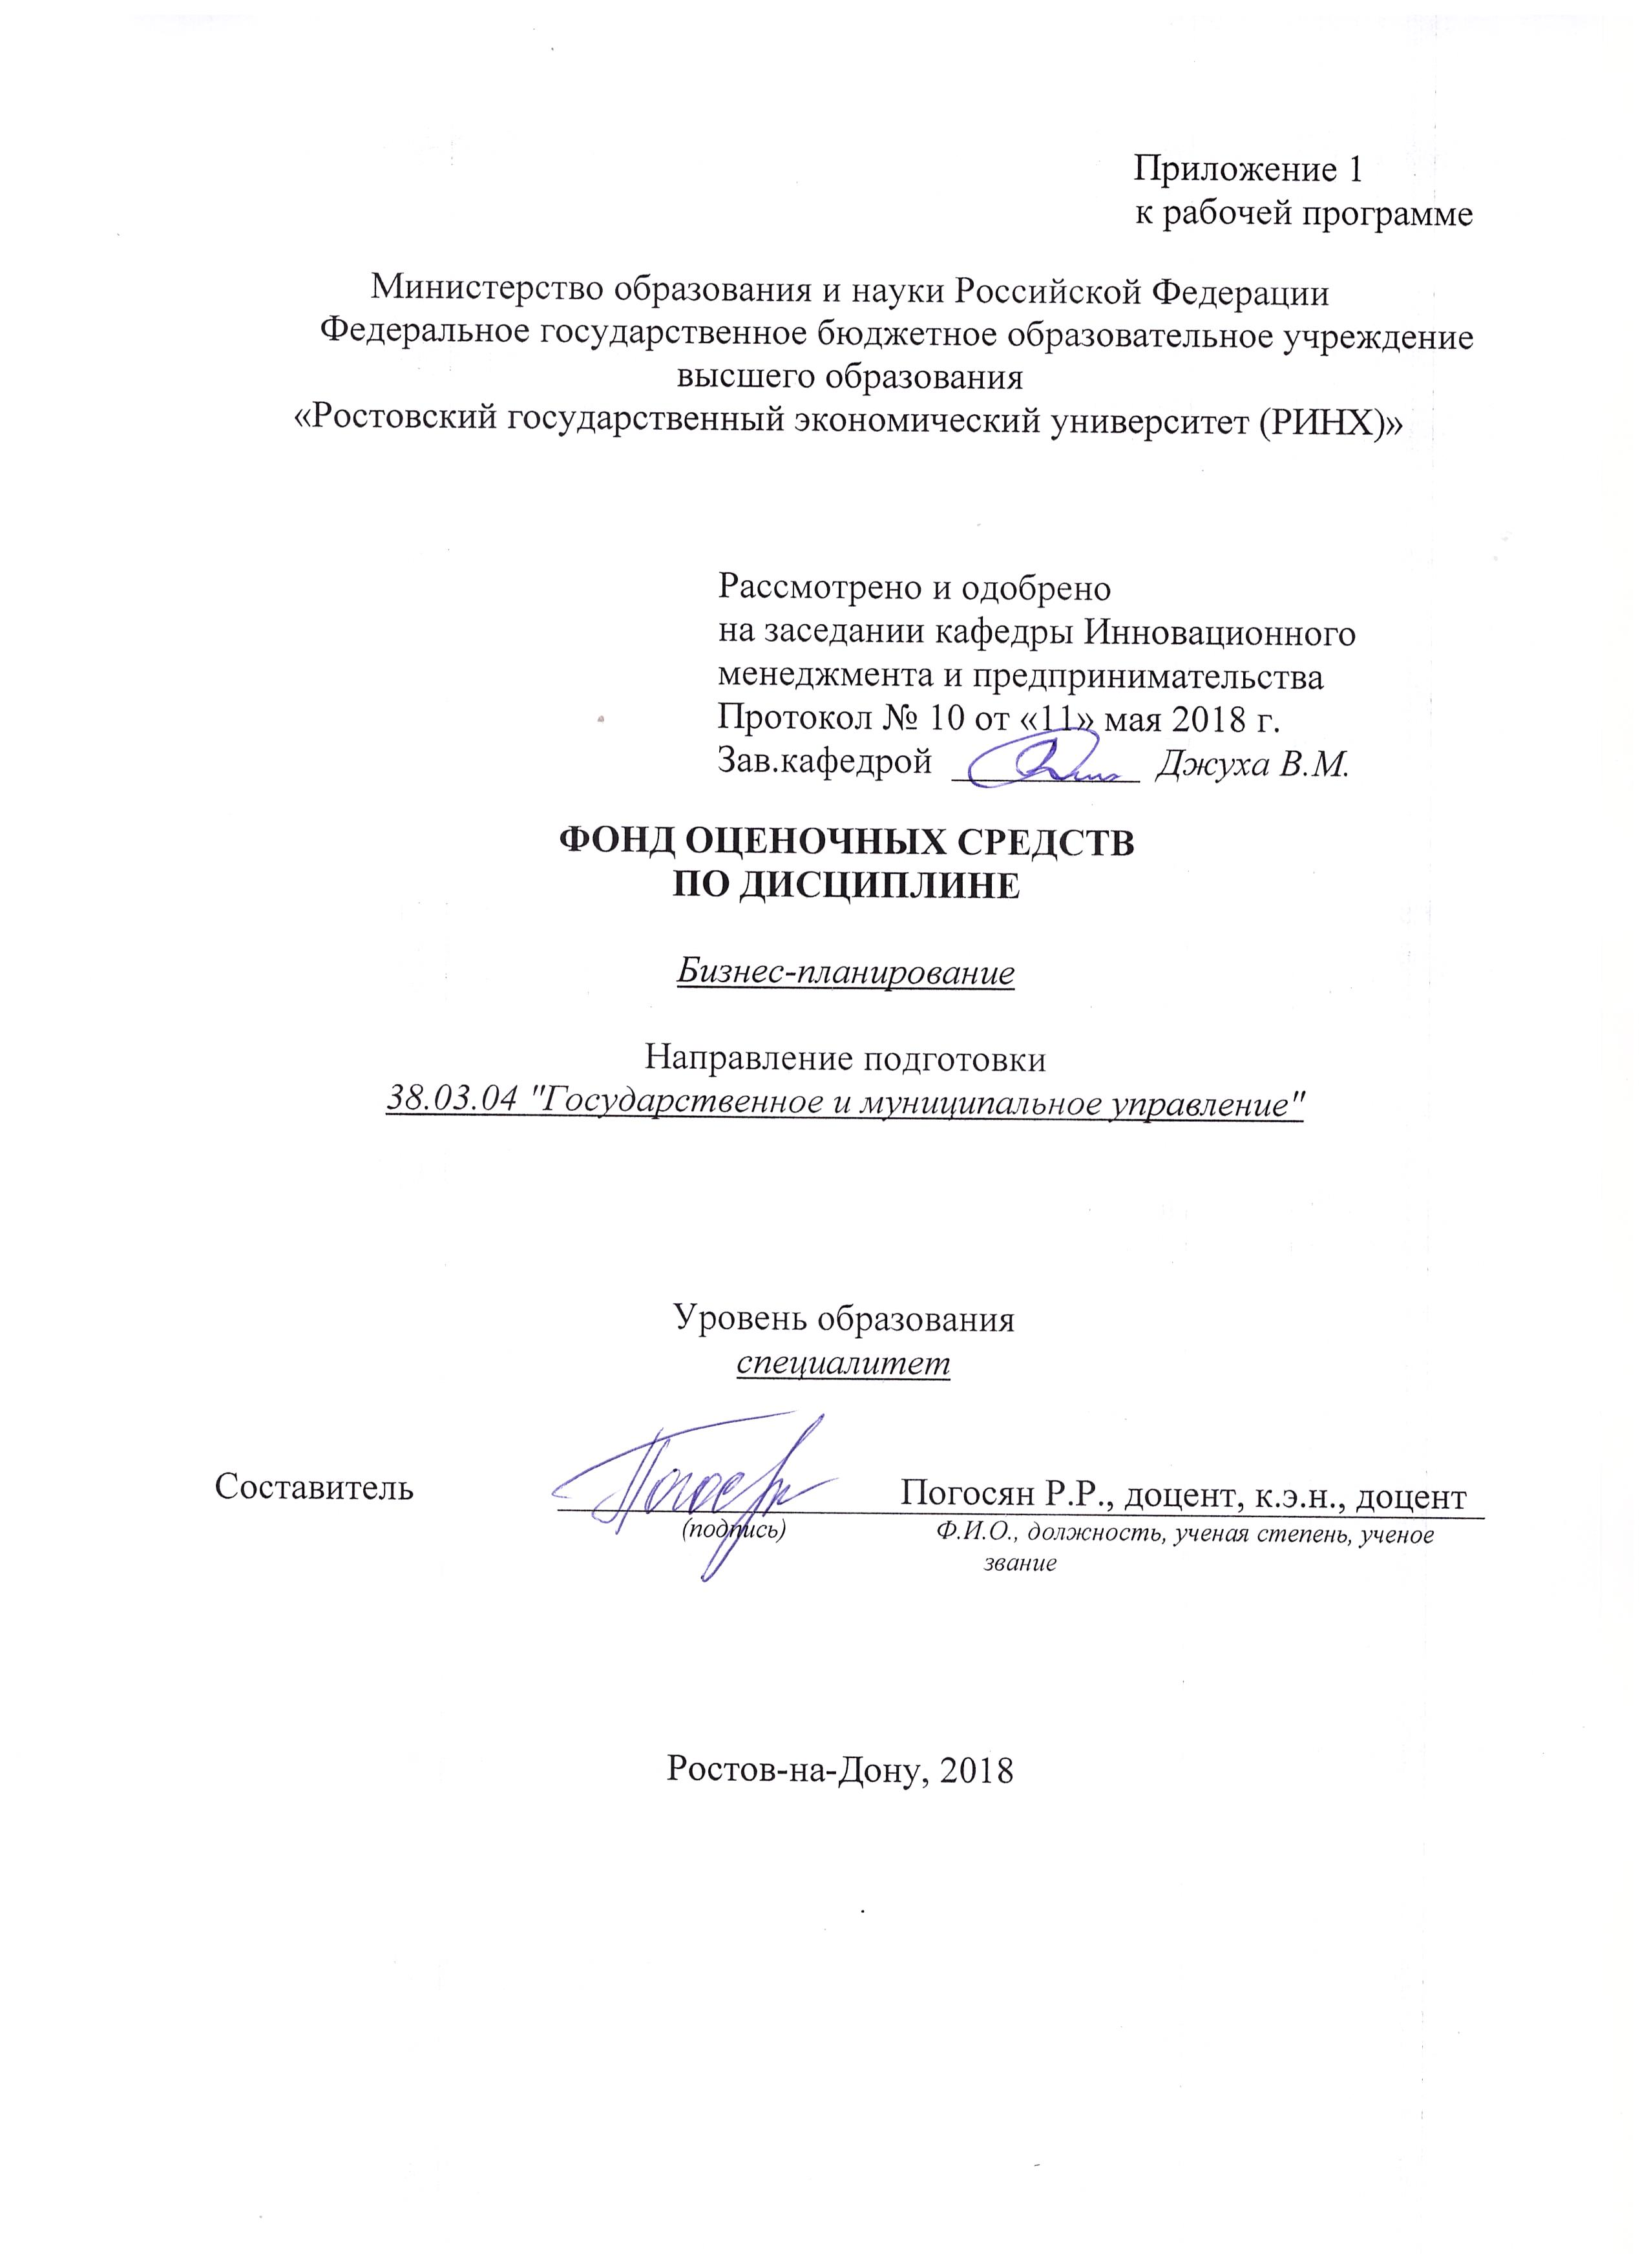 Приложение 1
к рабочей программе
Министерство образования и науки Российской Федерации
Федеральное государственное бюджетное образовательное учреждение
высшего образования
«Ростовский государственный экономический университет (РИНХ)»
Рассмотрено и одобрено
на заседании кафедры Инновационного
менеджмента и предпринимательства
Протокол № 10 от «11» мая 2018 г.
Зав.кафедрой __________ Джуха В.М.
ФОНД ОЦЕНОЧНЫХ СРЕДСТВ
ПО ДИСЦИПЛИНЕ
Бизнес-планирование
Направление подготовки
38.03.04 "Государственное и муниципальное управление"
Уровень образования
специалитет
Составитель Погосян Р.Р., доцент, к.э.н., доцент
(подпись) Ф.И.О., должность, ученая степень, ученое
звание
Ростов-на-Дону, 2018